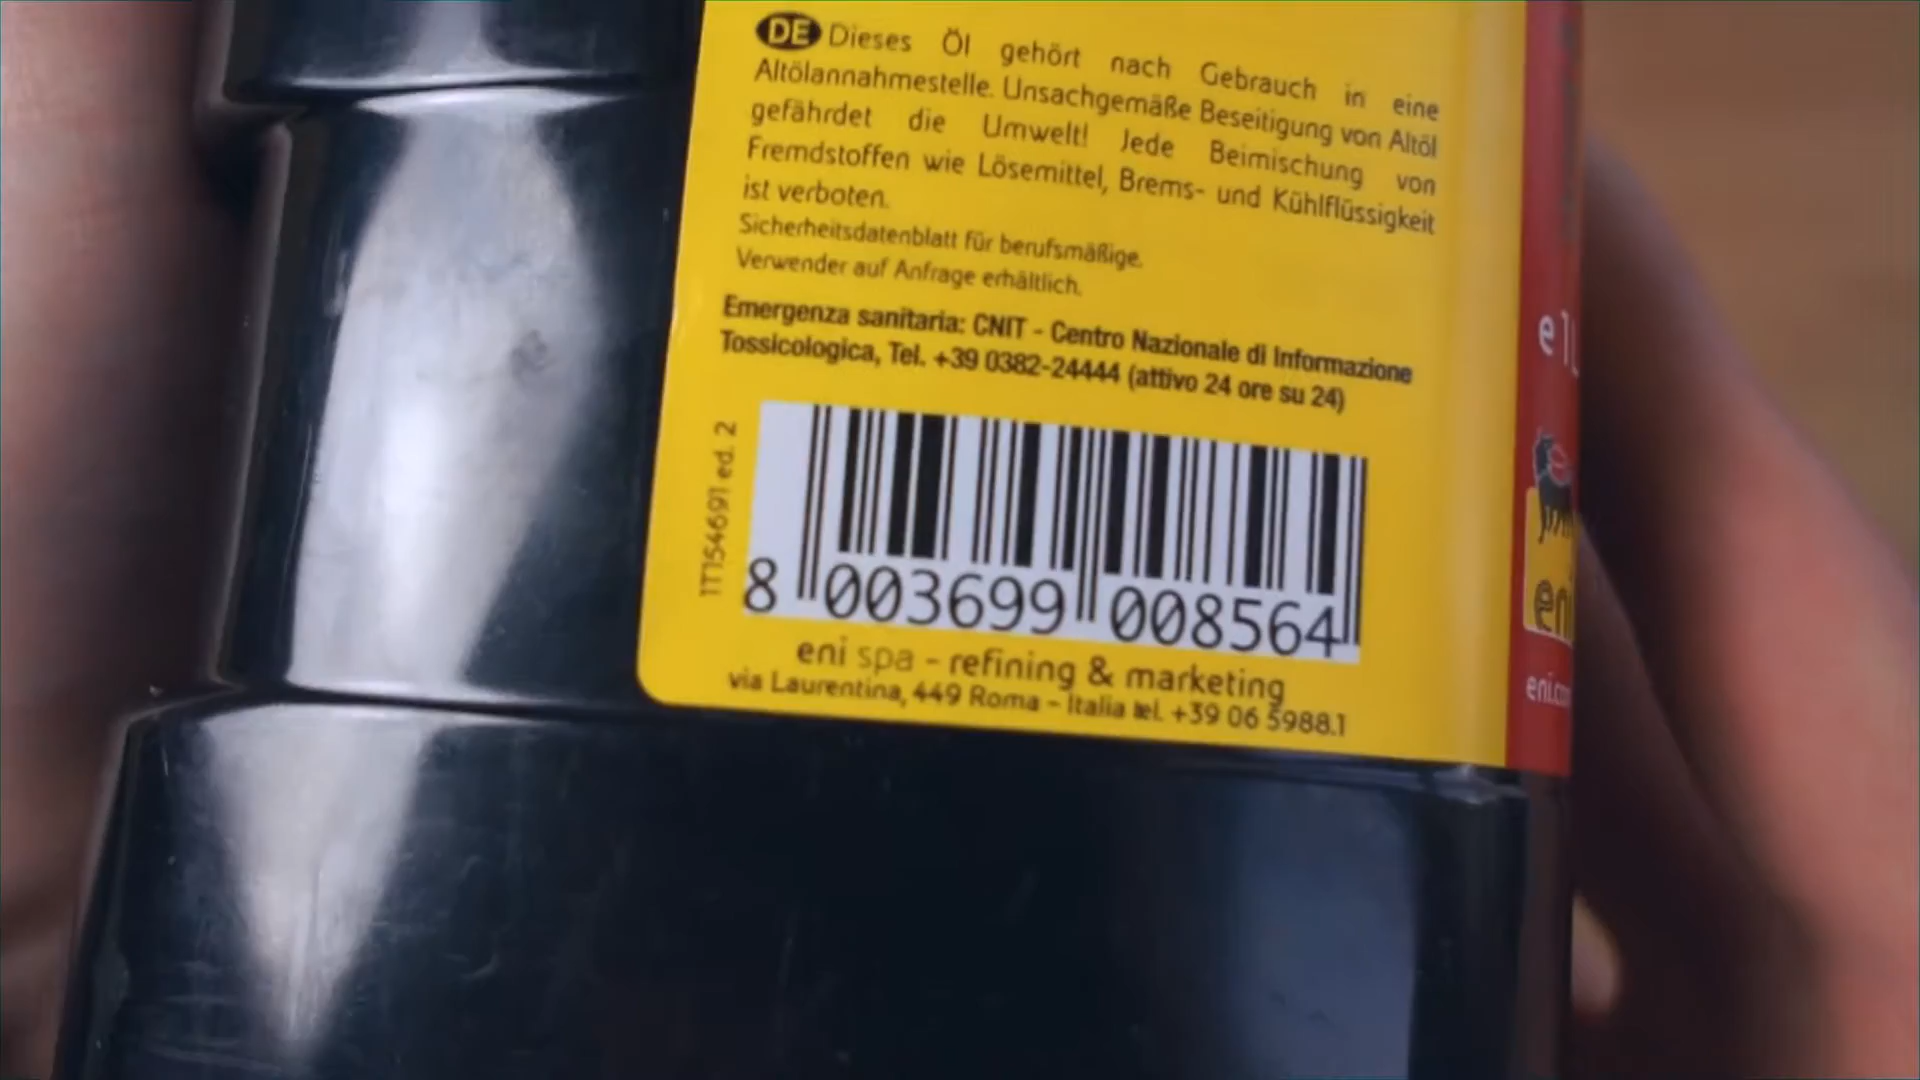 DE Dieses Öl gehört nach Gebrauch in eine
Altölannahmestelle. Unsachgemäße Beseitigung von Altöl
gefährdet die Umwelt! Jede Beimischung von
Fremdstoffen wie Lösemittel, Brems- und Kühlflüssigkeit
ist verboten.
Sicherheitsdatenblatt für berufsmäßige.
Verwender auf Anfrage erhältlich.
Emergenza sanitaria: CNIT - Centro Nazionale di Informazione
Tossicologica, Tel. +39 0382-24444 (attivo 24 ore su 24)
1T154691 ed. 2
8 003699 008564
eni spa - refining & marketing
via Laurentina, 449 Roma - Italia tel. +39 06 5988.1
e 1L
eni